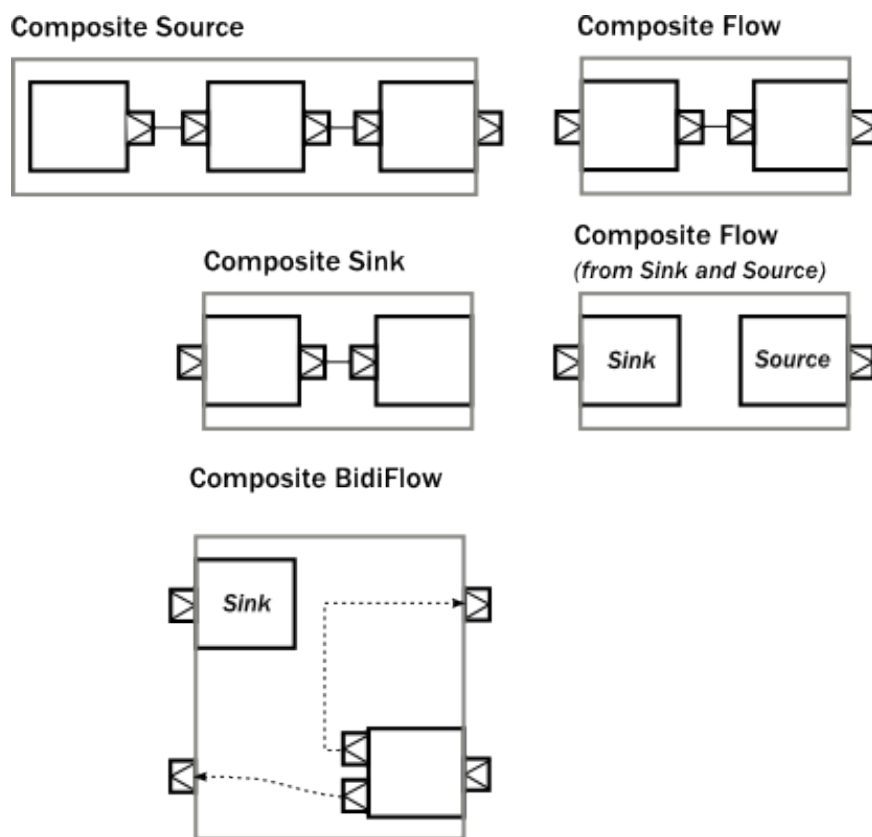 Composite Source
Composite Flow
Composite Sink
Composite Flow
(from Sink and Source)
Sink
Source
Composite BidiFlow
Sink